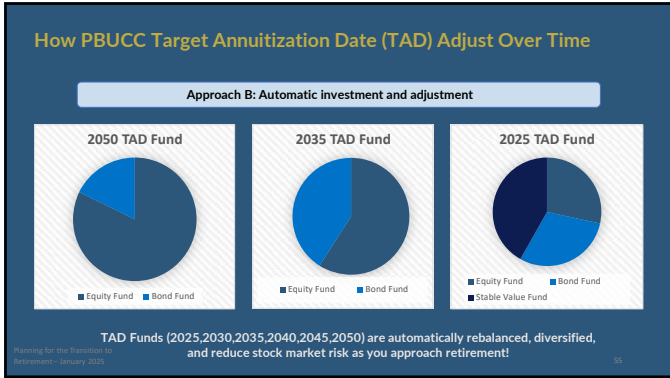 How PBUCC Target Annuitization Date (TAD) Adjust Over Time
Approach B: Automatic investment and adjustment
2050 TAD Fund
Equity Fund Bond Fund
2035 TAD Fund
Equity Fund Bond Fund
2025 TAD Fund
Equity Fund Bond Fund
Stable Value Fund
TAD Funds (2025,2030,2035,2040,2045,2050) are automatically rebalanced, diversified,
and reduce stock market risk as you approach retirement!
Planning for the Transition to
Retirement – January 2025
55